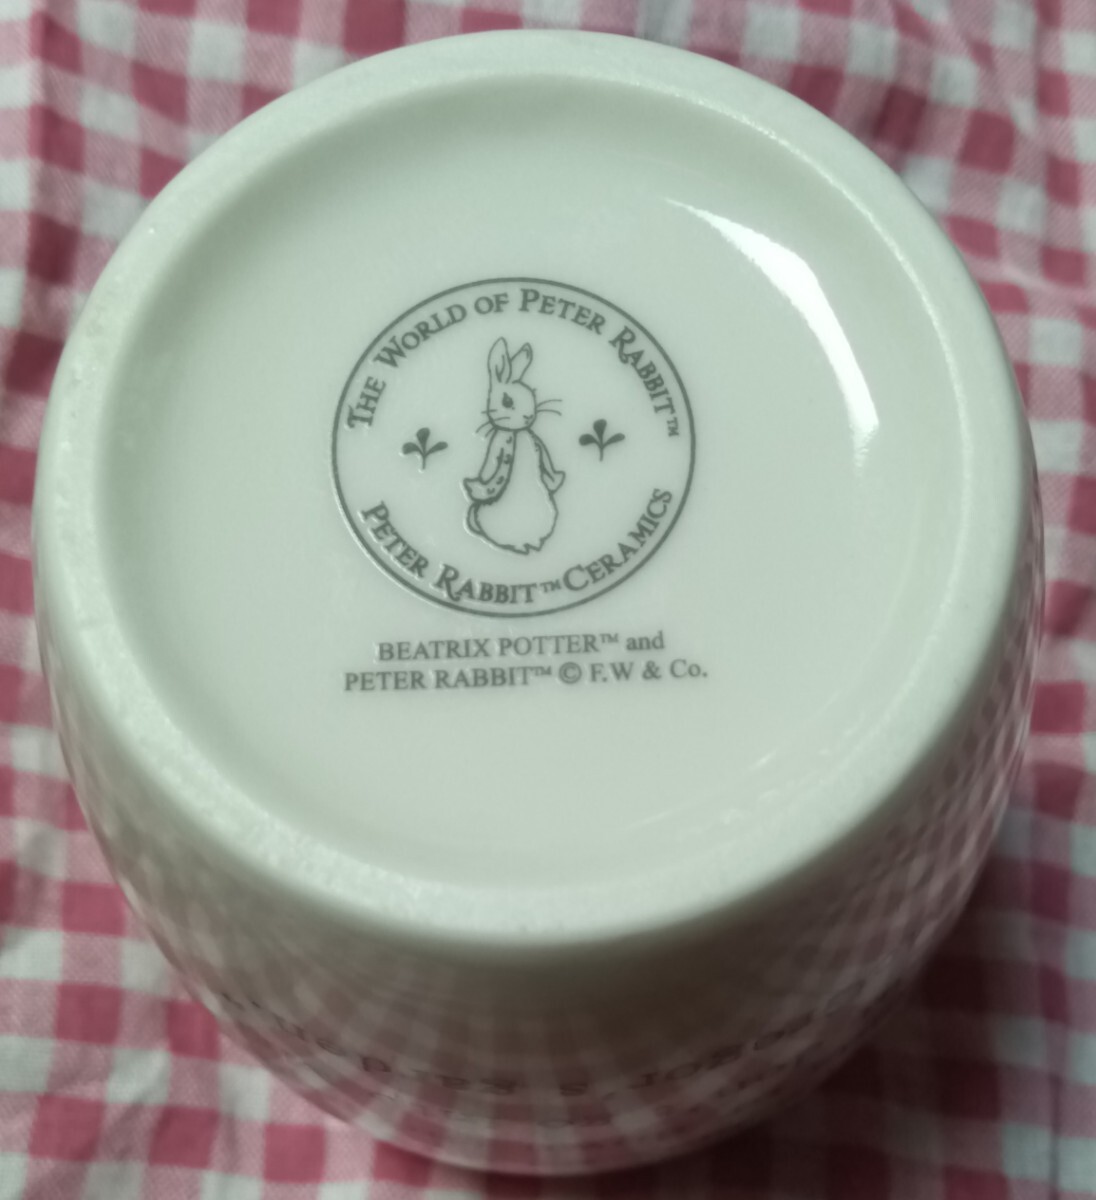 THE WORLD OF PETER RABBIT™
PETER RABBIT™ CERAMICS
BEATRIX POTTER™ and
PETER RABBIT™ © F.W & Co.